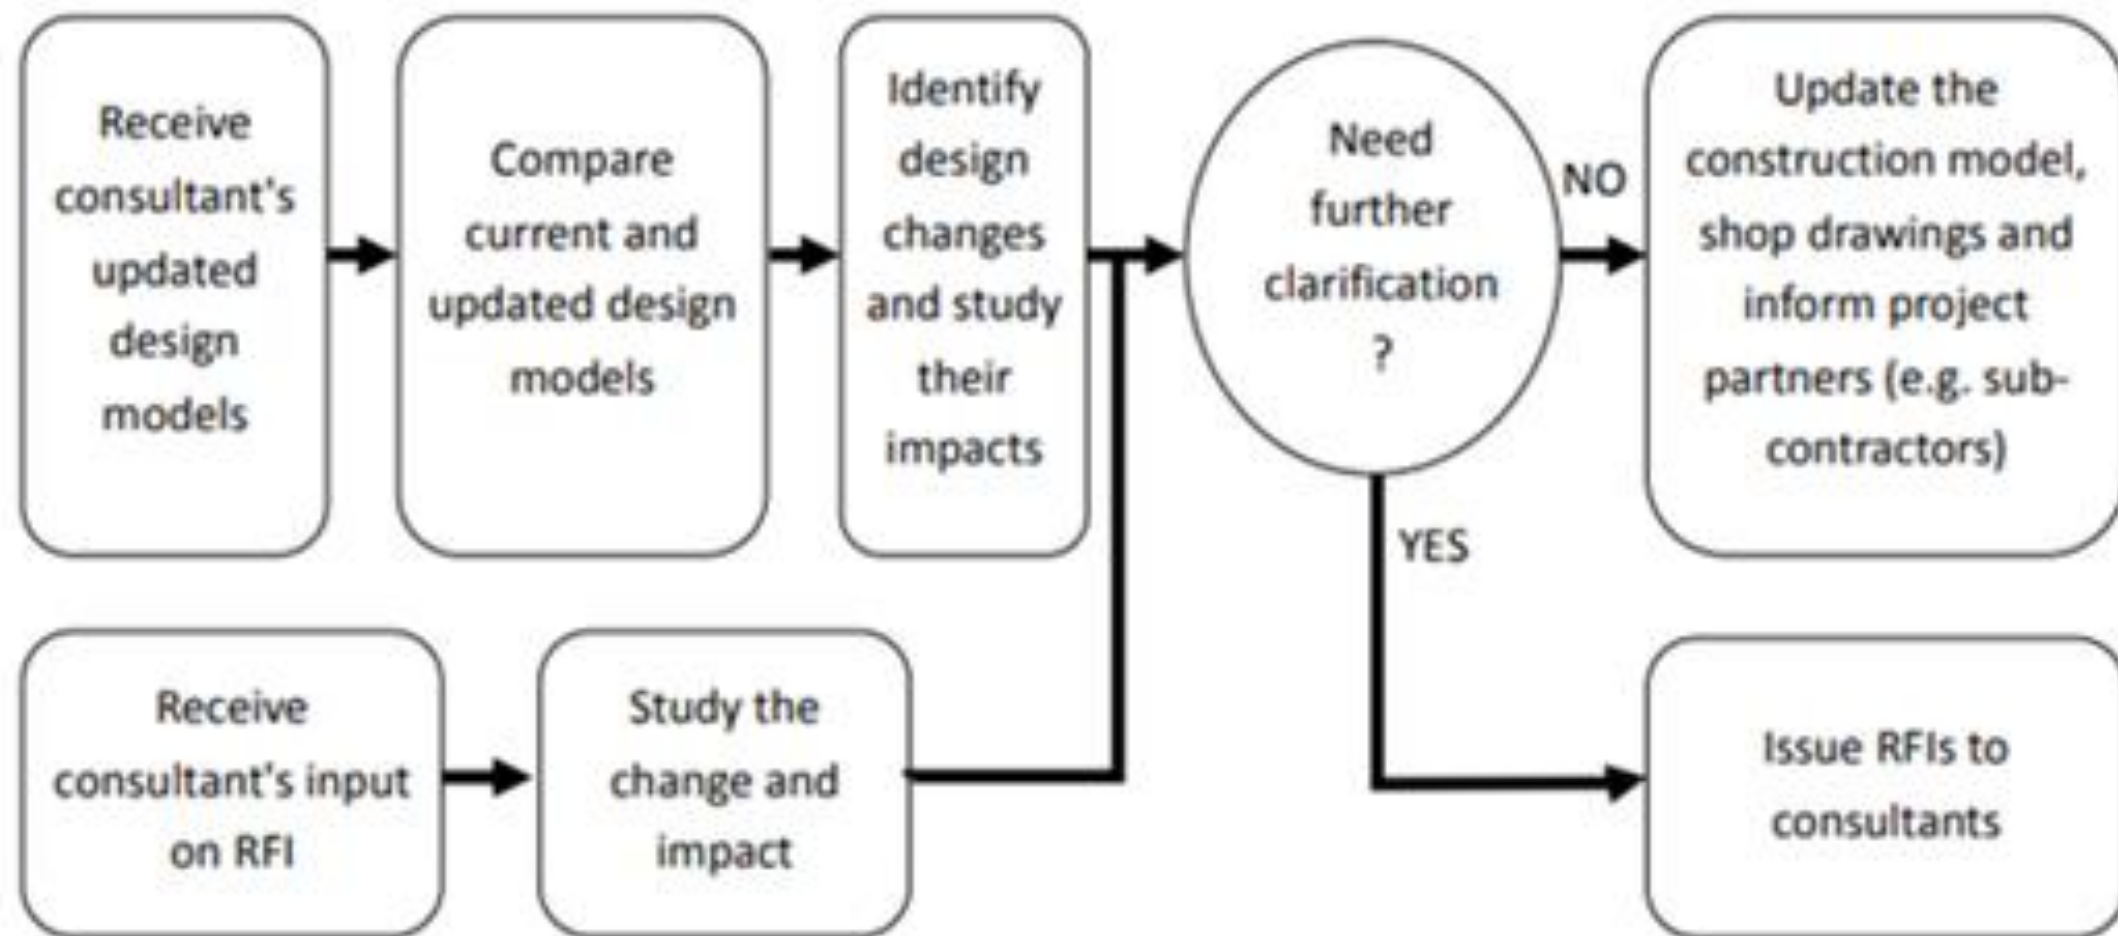 Receive
consultant's
updated
design
models
Compare
current and
updated design
models
Identify
design
changes
and study
their
impacts
Need
further
clarification
?
NO
Update the
construction model,
shop drawings and
inform project
partners (e.g. sub-
contractors)
YES
Receive
consultant's input
on RFI
Study the
change and
impact
Issue RFIs to
consultants